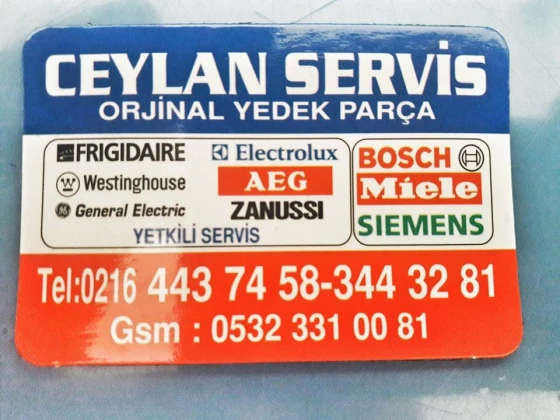 CEYLAN SERVİS
ORJİNAL YEDEK PARÇA
FRIGIDAIRE
Electrolux
Westinghouse
AEG
General Electric
ZANUSSI
YETKİLİ SERVİS
BOSCH
Miele
SIEMENS
Tel:0216 443 74 58-344 32 81
Gsm : 0532 331 00 81